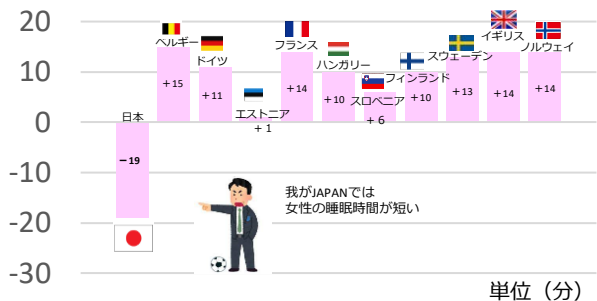 20
10
0
-10
-20
-30
日本
ベルギー
ドイツ
エストニア
フランス
ハンガリー
スロベニア
フィンランド
スウェーデン
イギリス
ノルウェイ
－19
+15
+11
+1
+14
+10
+6
+10
+13
+14
+14
我がJAPANでは
女性の睡眠時間が短い
単位（分）